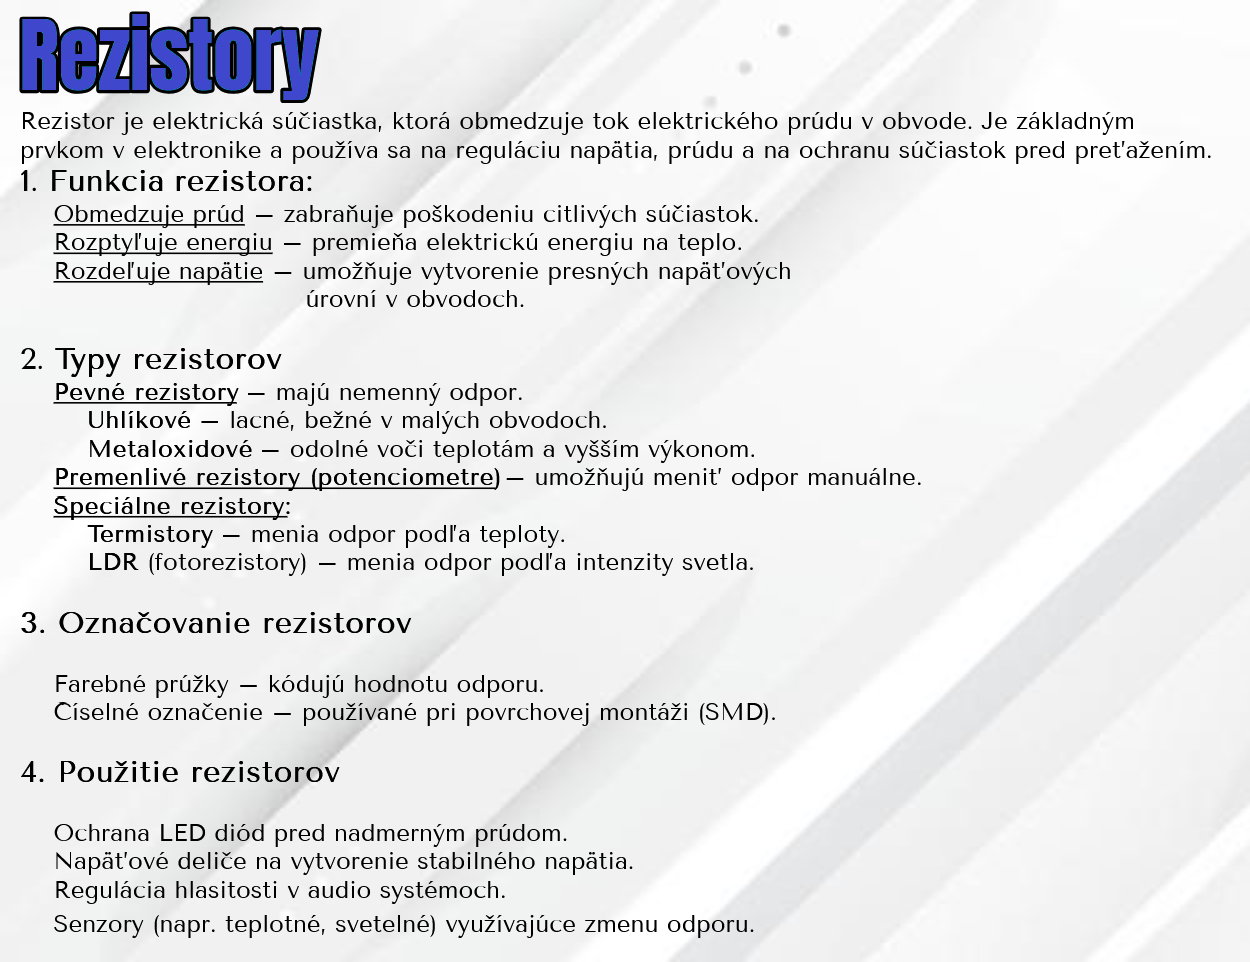 Rezistory
Rezistor je elektrická súčiastka, ktorá obmedzuje tok elektrického prúdu v obvode. Je základným
prvkom v elektronike a používa sa na reguláciu napätia, prúdu a na ochranu súčiastok pred preťažením.
1. Funkcia rezistora:
Obmedzuje prúd – zabraňuje poškodeniu citlivých súčiastok.
Rozptyľuje energiu – premieňa elektrickú energiu na teplo.
Rozdeľuje napätie – umožňuje vytvorenie presných napäťových
úrovní v obvodoch.
2. Typy rezistorov
Pevné rezistory – majú nemenný odpor.
Uhlíkové – lacné, bežné v malých obvodoch.
Metaloxidové – odolné voči teplotám a vyšším výkonom.
Premenlivé rezistory (potenciometre) – umožňujú meniť odpor manuálne.
Špeciálne rezistory:
Termistory – menia odpor podľa teploty.
LDR (fotorezistory) – menia odpor podľa intenzity svetla.
3. Označovanie rezistorov
Farebné prúžky – kódujú hodnotu odporu.
Číselné označenie – používané pri povrchovej montáži (SMD).
4. Použitie rezistorov
Ochrana LED diód pred nadmerným prúdom.
Napäťové deliče na vytvorenie stabilného napätia.
Regulácia hlasitosti v audio systémoch.
Senzory (napr. teplotné, svetelné) využívajúce zmenu odporu.